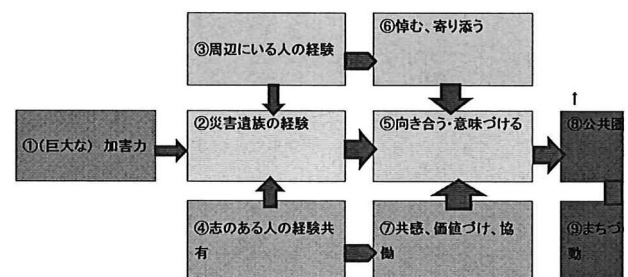 ③周辺にいる人の経験
⑥悼む、寄り添う
①(巨大な) 加害力
②災害遺族の経験
⑤向き合う・意味づける
⑧公共圏
④志のある人の経験共
有
⑦共感、価値づけ、協
働
⑨まちづ
動